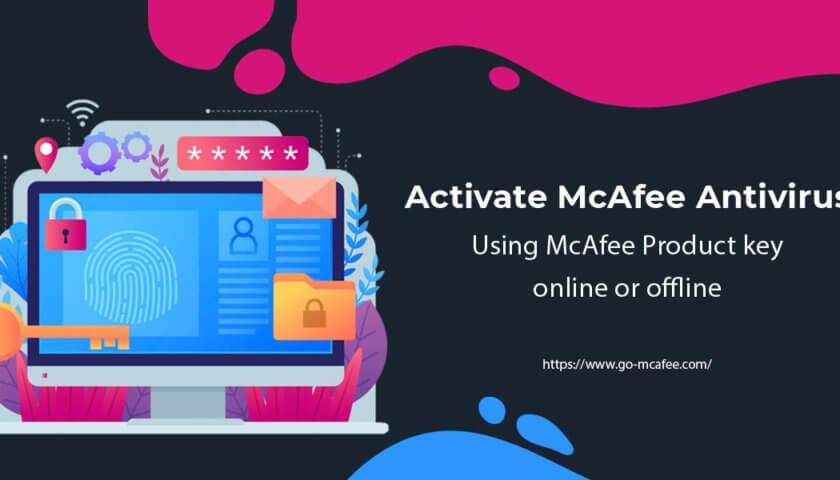 * * * * *
Activate McAfee Antivirus
Using McAfee Product key
online or offline
https://www.go-mcafee.com/